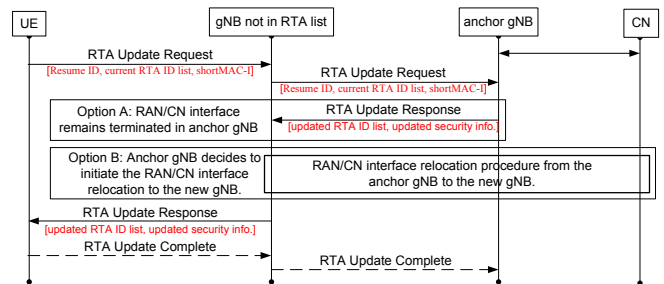 UE
gNB not in RTA list
anchor gNB
CN
RTA Update Request
[Resume ID, current RTA ID list, shortMAC-I]
RTA Update Request
[Resume ID, current RTA ID list, shortMAC-I]
Option A: RAN/CN interface
remains terminated in anchor gNB
RTA Update Response
[updated RTA ID list, updated security info.]
Option B: Anchor gNB decides to
initiate the RAN/CN interface
relocation to the new gNB.
RAN/CN interface relocation procedure from the
anchor gNB to the new gNB.
RTA Update Response
[updated RTA ID list, updated security info.]
RTA Update Complete
RTA Update Complete